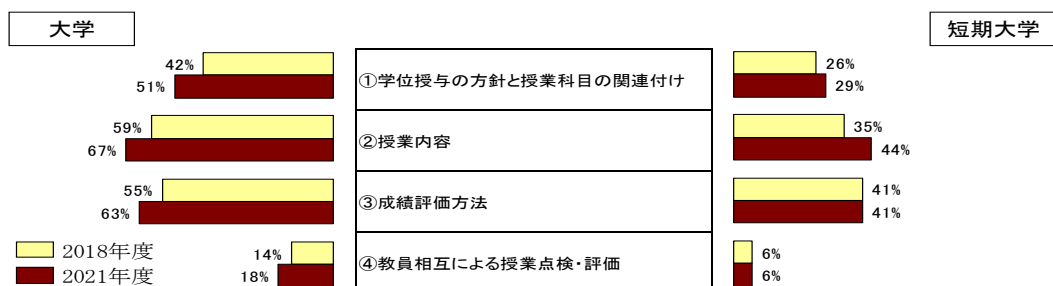 大学
短期大学
42%
51%
①学位授与の方針と授業科目の関連付け
26%
29%
59%
67%
②授業内容
35%
44%
55%
63%
③成績評価方法
41%
41%
2018年度
2021年度
14%
18%
④教員相互による授業点検・評価
6%
6%